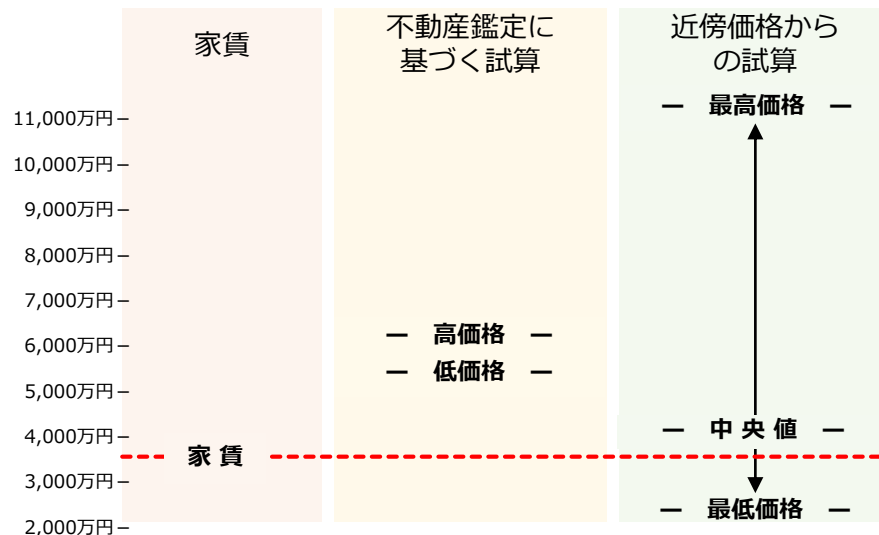 家賃
不動産鑑定に
基づく試算
近傍価格から
の試算
11,000万円
10,000万円
9,000万円
8,000万円
7,000万円
6,000万円
5,000万円
4,000万円
3,000万円
2,000万円
家 賃
― 高価格 ―
― 低価格 ―
― 最高価格 ―
― 中 央 値 ―
― 最低価格 ―